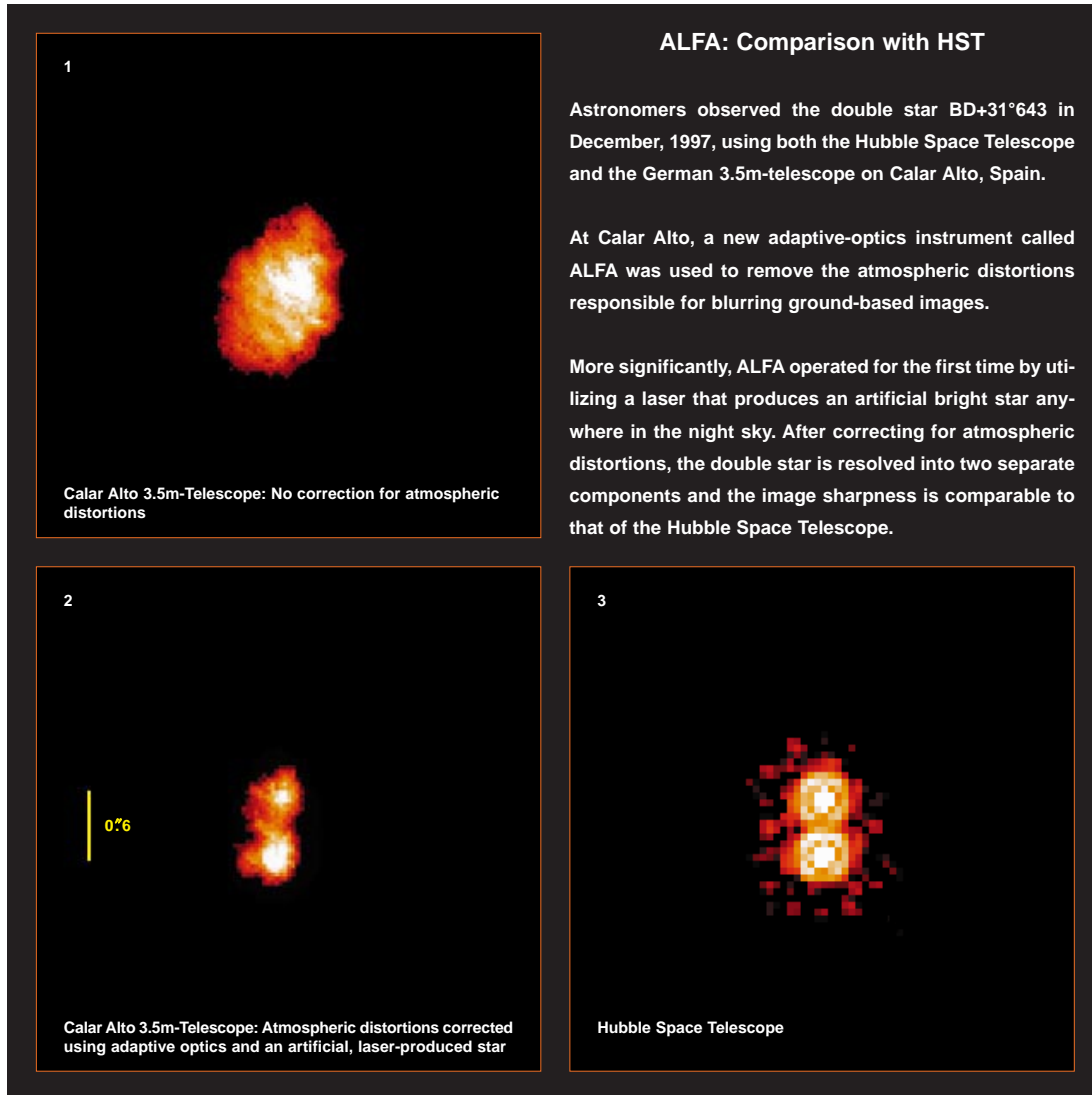 1
Calar Alto 3.5m-Telescope: No correction for atmospheric
distortions
ALFA: Comparison with HST
Astronomers observed the double star BD+31°643 in
December, 1997, using both the Hubble Space Telescope
and the German 3.5m-telescope on Calar Alto, Spain.
At Calar Alto, a new adaptive-optics instrument called
ALFA was used to remove the atmospheric distortions
responsible for blurring ground-based images.
More significantly, ALFA operated for the first time by uti-
lizing a laser that produces an artificial bright star any-
where in the night sky. After correcting for atmospheric
distortions, the double star is resolved into two separate
components and the image sharpness is comparable to
that of the Hubble Space Telescope.
2
0.″6
Calar Alto 3.5m-Telescope: Atmospheric distortions corrected
using adaptive optics and an artificial, laser-produced star
3
Hubble Space Telescope